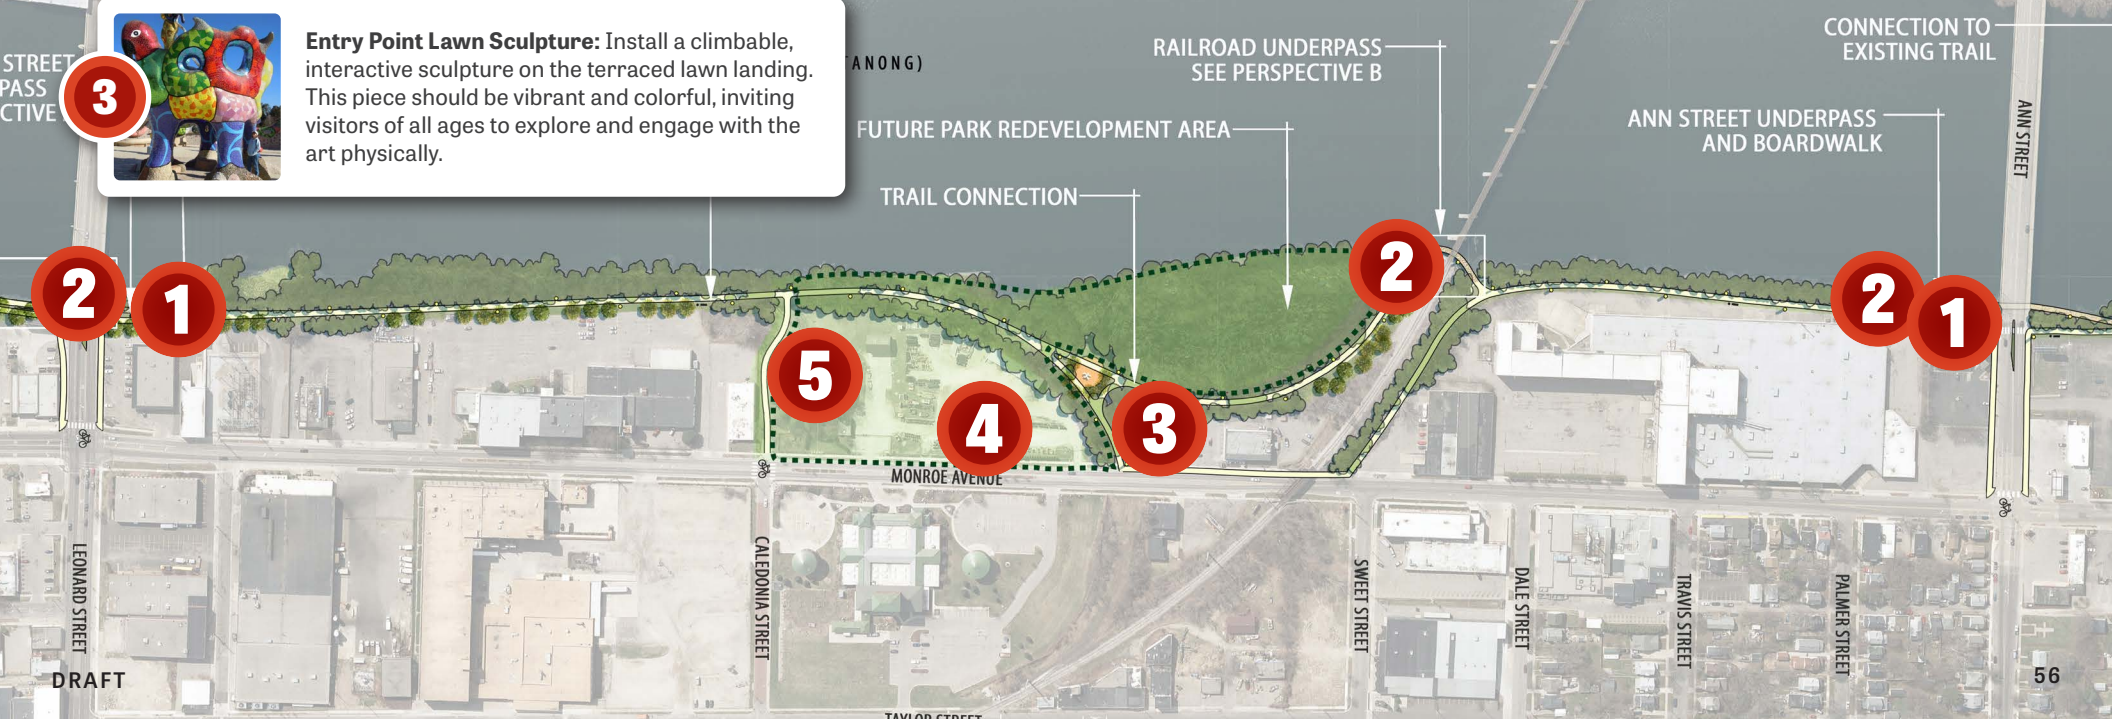 3
Entry Point Lawn Sculpture: Install a climbable,
interactive sculpture on the terraced lawn landing.
This piece should be vibrant and colorful, inviting
visitors of all ages to explore and engage with the
art physically.
STREET
PASS
CTIVE
ANONG)
RAILROAD UNDERPASS
SEE PERSPECTIVE B
CONNECTION TO
EXISTING TRAIL
FUTURE PARK REDEVELOPMENT AREA
ANN STREET UNDERPASS
AND BOARDWALK
ANN STREET
TRAIL CONNECTION
2
1
5
4
3
2
2
1
MONROE AVENUE
LEONARD STREET
CALEDONIA STREET
SWEET STREET
DALE STREET
TRAVIS STREET
PALMER STREET
TAYLOR STREET
DRAFT
56